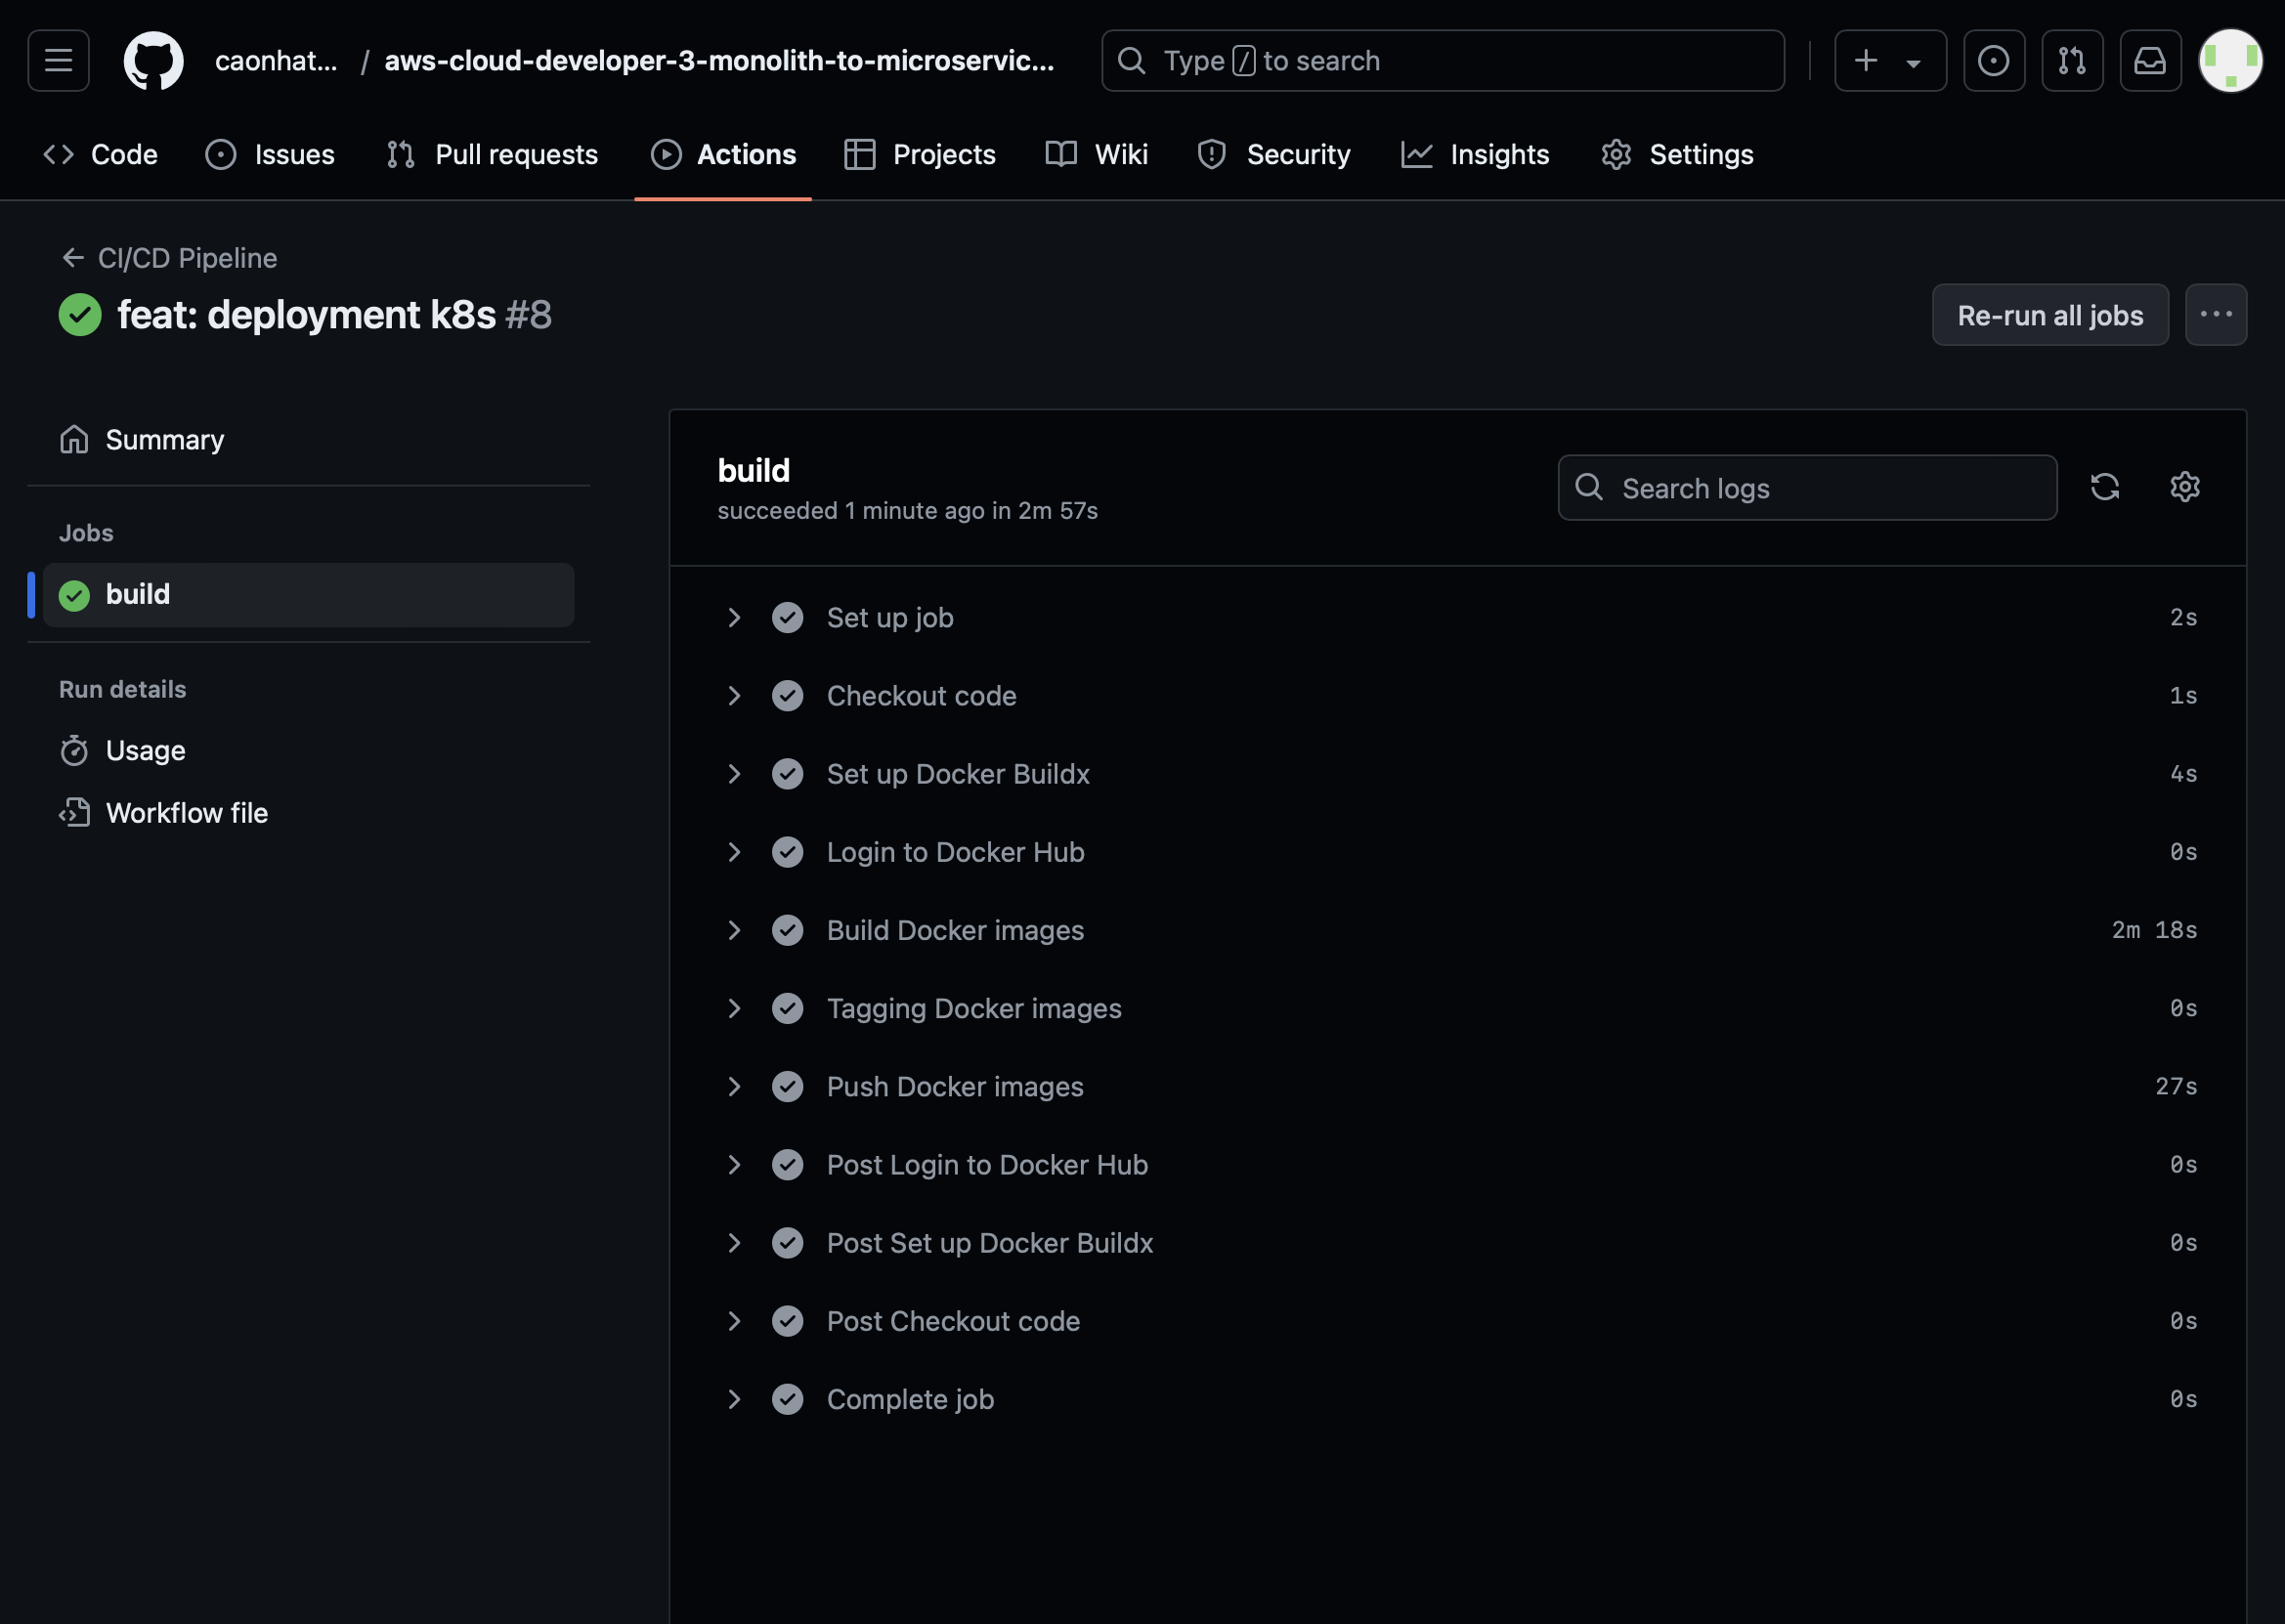 caonhat... / aws-cloud-developer-3-monolith-to-microservic...
Type / to search
Code Issues Pull requests Actions Projects Wiki Security Insights Settings
CI/CD Pipeline
feat: deployment k8s #8
Re-run all jobs
Summary
Jobs
build
Run details
Usage
Workflow file
build
succeeded 1 minute ago in 2m 57s
Search logs
Set up job 2s
Checkout code 1s
Set up Docker Buildx 4s
Login to Docker Hub 0s
Build Docker images 2m 18s
Tagging Docker images 0s
Push Docker images 27s
Post Login to Docker Hub 0s
Post Set up Docker Buildx 0s
Post Checkout code 0s
Complete job 0s